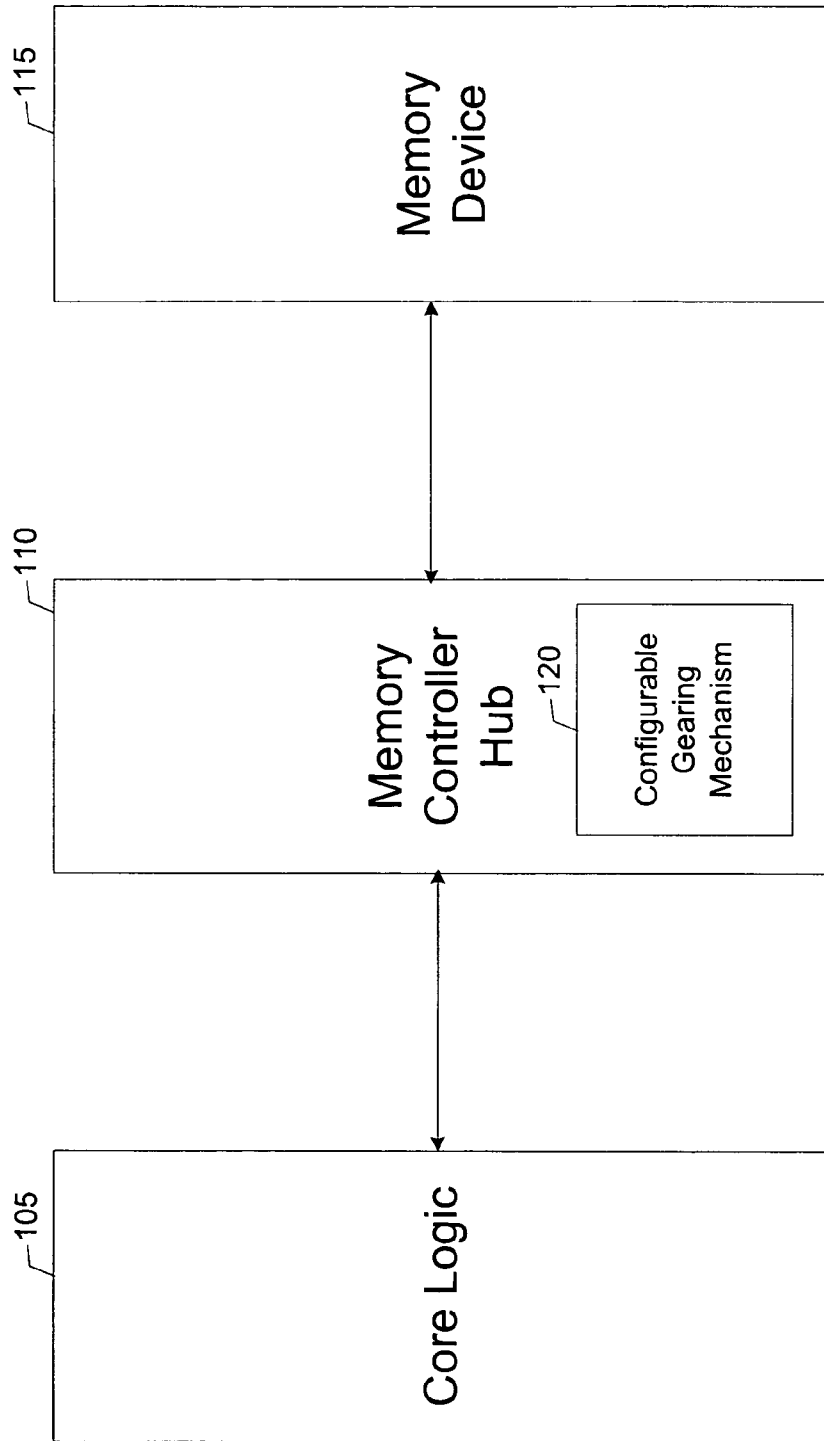 105
Core Logic
110
Memory
Controller
Hub
120
Configurable
Gearing
Mechanism
115
Memory
Device